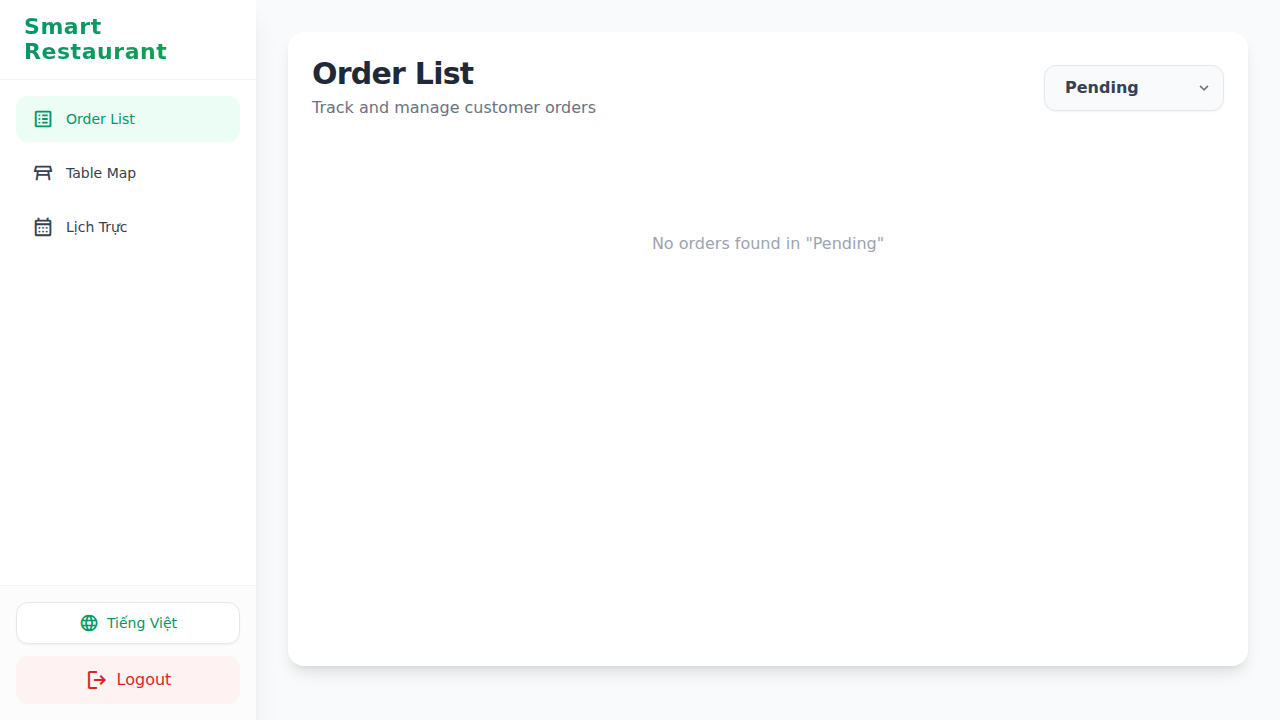 Smart
Restaurant
Order List
Table Map
Lịch Trực
Tiếng Việt
Logout
Order List
Track and manage customer orders
Pending
No orders found in "Pending"